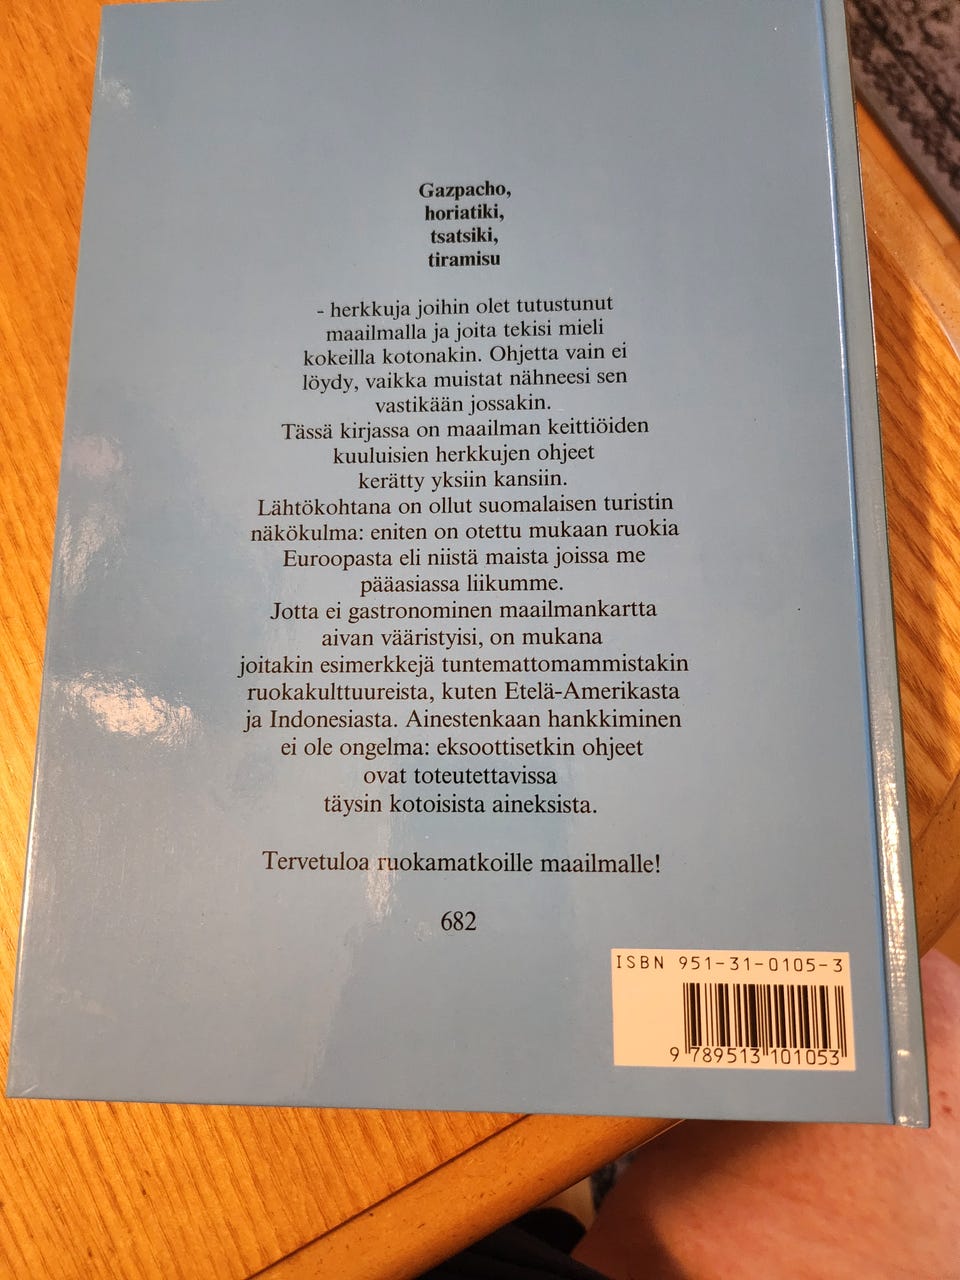 Gazpacho,
horiatiki,
tsatsiki,
tiramisu
- herkkuja joihin olet tutustunut
maailmalla ja joita tekisi mieli
kokeilla kotonakin. Ohjetta vain ei
löydy, vaikka muistat nähneesi sen
vastikään jossakin.
Tässä kirjassa on maailman keittiöiden
kuuluisien herkkujen ohjeet
kerätty yksiin kansiin.
Lähtökohtana on ollut suomalaisen turistin
näkökulma: eniten on otettu mukaan ruokia
Euroopasta eli niistä maista joissa me
pääasiassa liikumme.
Jotta ei gastronominen maailmankartta
aivan vääristyisi, on mukana
joitakin esimerkkejä tuntemattomammistakin
ruokakulttuureista, kuten Etelä-Amerikasta
ja Indonesiasta. Ainestenkaan hankkiminen
ei ole ongelma: eksoottisetkin ohjeet
ovat toteutettavissa
täysin kotoisista aineksista.
Tervetuloa ruokamatkoille maailmalle!
682
ISBN 951-31-0105-3
9 789513 101053